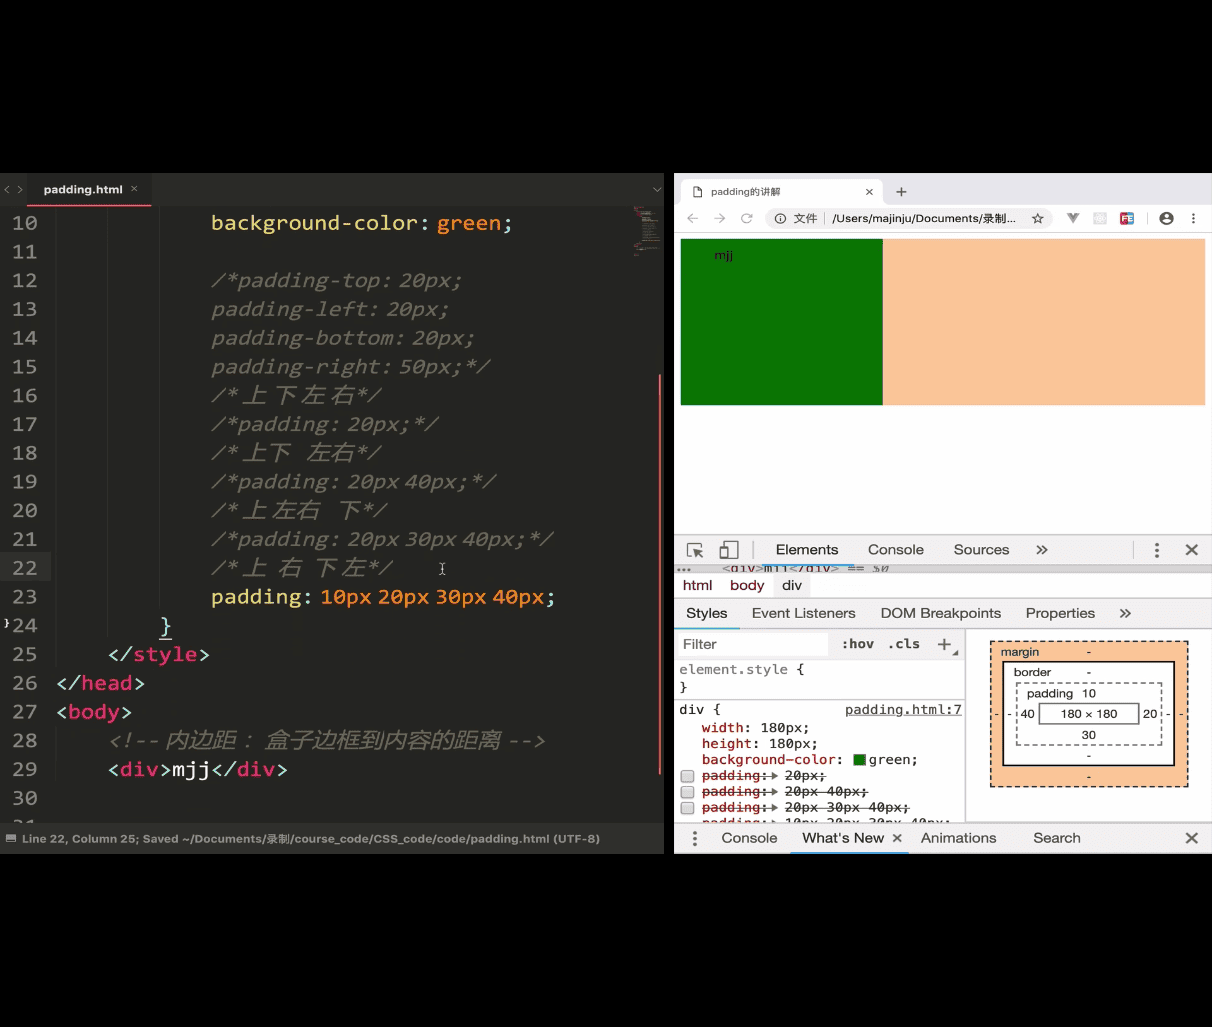 padding.html ×
10 background-color: green;
11
12 /*padding-top: 20px;
13 padding-left: 20px;
14 padding-bottom: 20px;
15 padding-right: 50px;*/
16 /*上 下 左 右*/
17 /*padding: 20px;*/
18 /*上下 左右*/
19 /*padding: 20px 40px;*/
20 /*上 左右 下*/
21 /*padding: 20px 30px 40px;*/
22 /*上 右 下 左*/
23 padding: 10px 20px 30px 40px;
24 }
25 </style>
26 </head>
27 <body>
28 <!-- 内边距： 盒子边框到内容的距离 -->
29 <div>mjj</div>
30
Line 22, Column 25; Saved ~/Documents/录制/course_code/CSS_code/code/padding.html (UTF-8)
padding的讲解 × +
文件 /Users/majinju/Documents/录制...
mjj
Elements Console Sources »
<div>mjj</div> == $0
html body div
Styles Event Listeners DOM Breakpoints Properties »
Filter :hov .cls +
element.style {
}
div { padding.html:7
width: 180px;
height: 180px;
background-color: green;
padding: 20px;
padding: 20px 40px;
padding: 20px 30px 40px;
padding: 10px 20px 30px 40px;
margin -
border -
padding 10
- - 40 180 × 180 20 - -
30
-
-
Console What's New × Animations Search